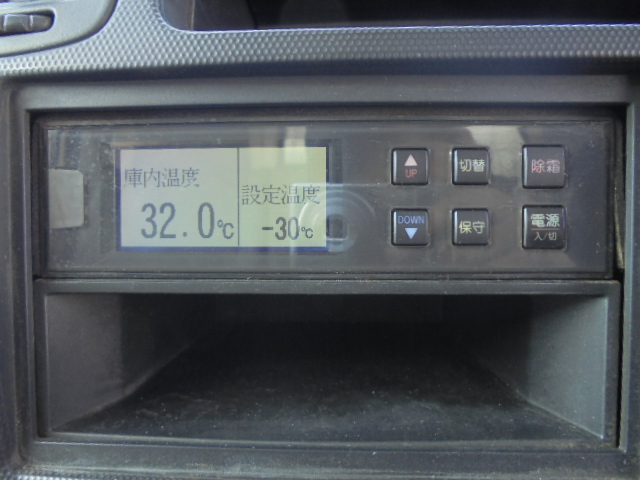 庫内温度
32.0℃
設定温度
-30℃
UP
切替
除霜
DOWN
保守
電源
入/切